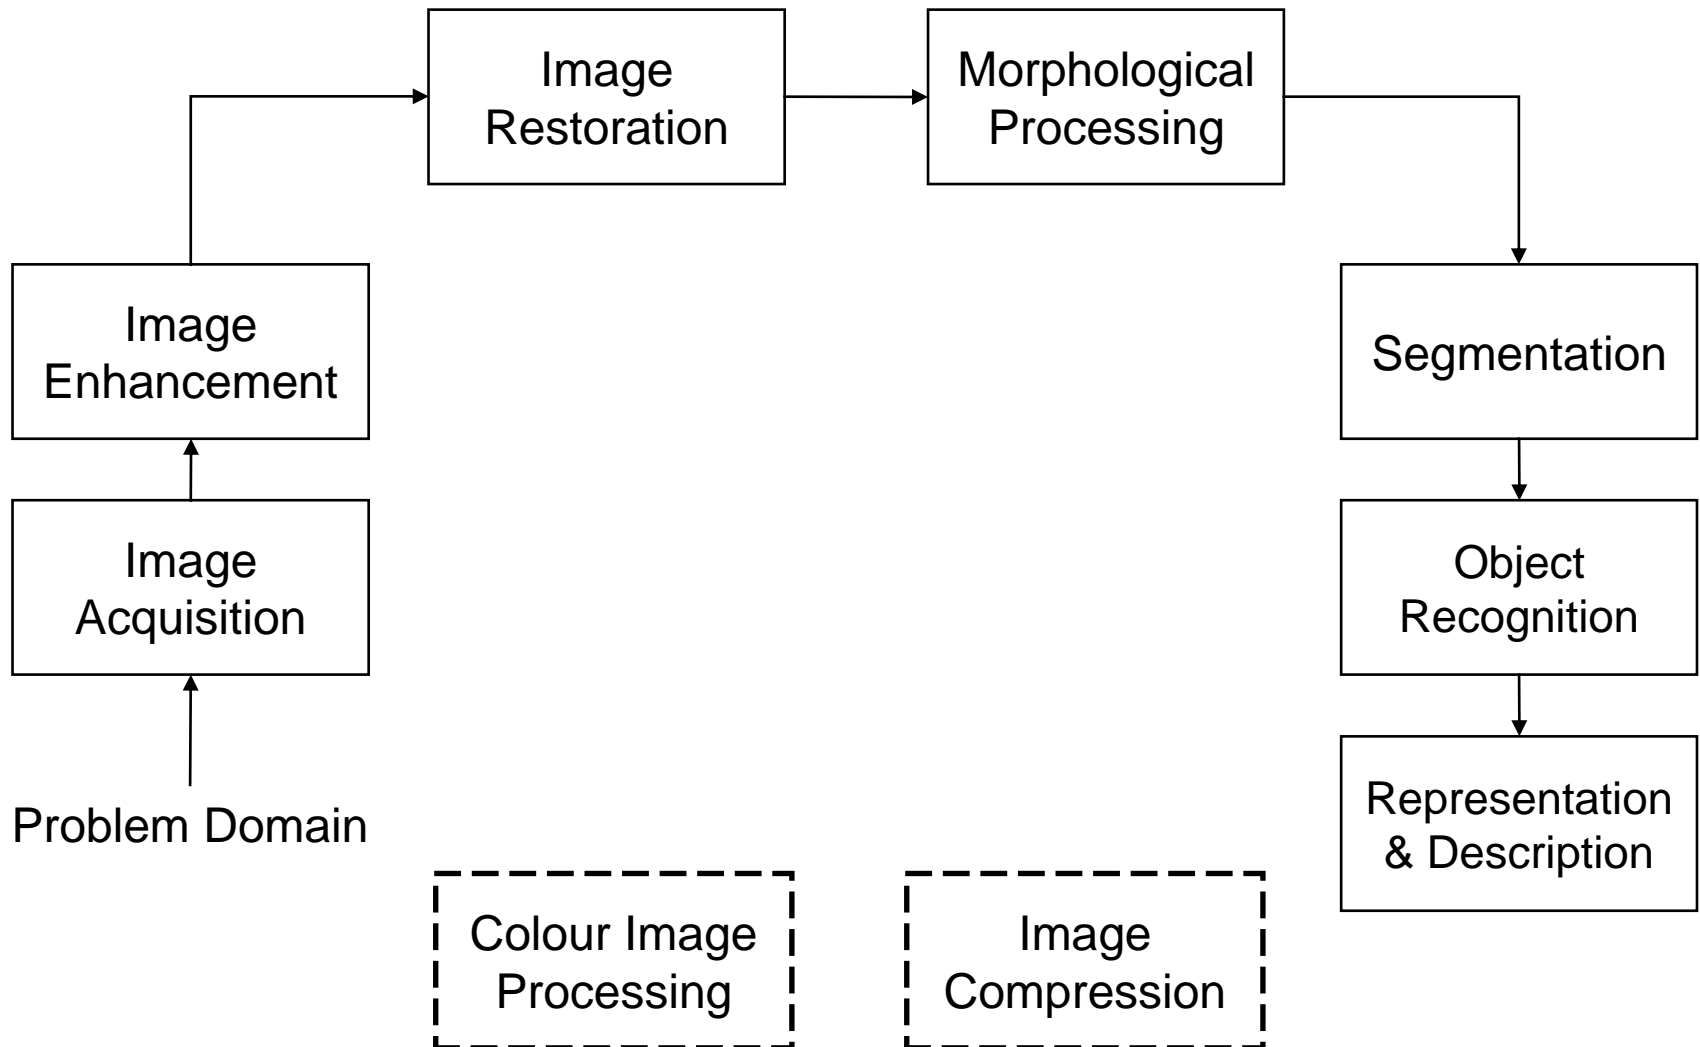 Image
Restoration
Morphological
Processing
Image
Enhancement
Segmentation
Image
Acquisition
Object
Recognition
Problem Domain
Representation
& Description
Colour Image
Processing
Image
Compression